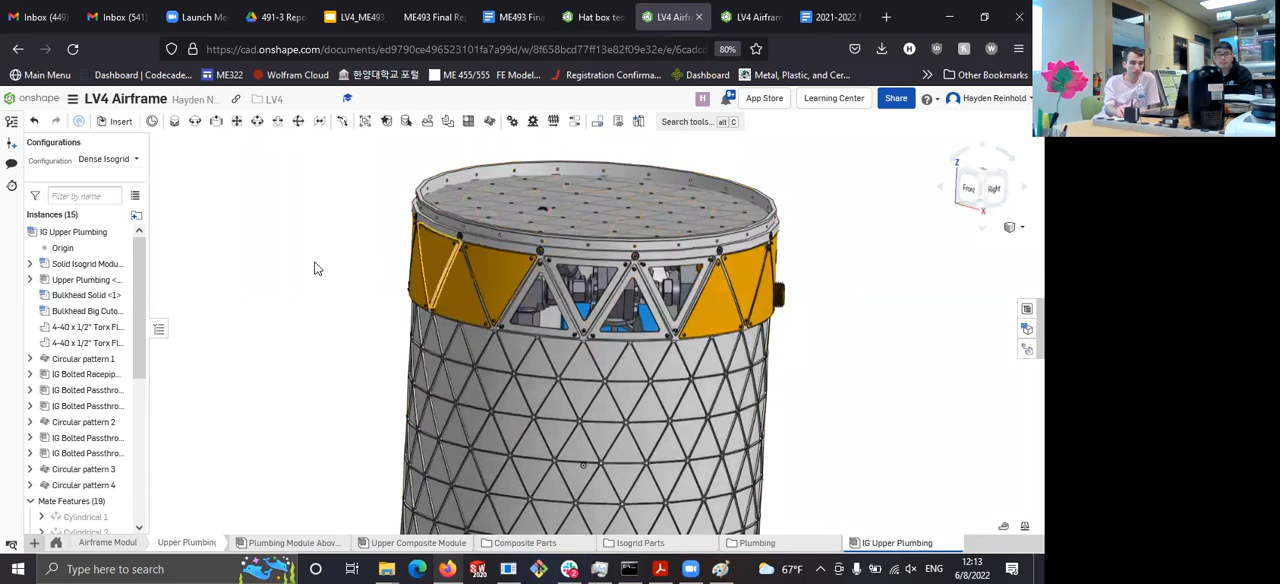 Inbox (449)
Inbox (541)
Launch Me
491-3 Repo
LV4_ME493
ME493 Final Re
ME493 Fina
Hat box tes
LV4 Airfr
LV4 Airfram
2021-2022
https://cad.onshape.com/documents/ed9790ce496523101fa7a99d/w/8f658bcd77ff13e82f09e32e/e/6cadcc
80%
Main Menu
Dashboard | Codecade...
ME322
Wolfram Cloud
한양대학교 포털
ME 455/555
FE Model...
Registration Confirma...
Dashboard
Metal, Plastic, and Cer...
Other Bookmarks
onshape
LV4 Airframe
Hayden N...
LV4
H
App Store
Learning Center
Share
Hayden Reinhold
Insert
Search tools...
alt C
Configurations
Configuration
Dense Isogrid
Filter by name
Instances (15)
IG Upper Plumbing
Origin
Solid Isogrid Modu...
Upper Plumbing <...
Bulkhead Solid <1>
Bulkhead Big Cuto...
4-40 x 1/2" Torx Fl...
4-40 x 1/2" Torx Fl...
Circular pattern 1
IG Bolted Racepip...
IG Bolted Passthro...
IG Bolted Passthro...
Circular pattern 2
IG Bolted Passthro...
IG Bolted Passthro...
Circular pattern 3
Circular pattern 4
Mate Features (19)
Cylindrical 1
Cylindrical 2
Z
Front
Right
X
Airframe Modul
Upper Plumbing
Plumbing Module Abov...
Upper Composite Module
Composite Parts
Isogrid Parts
Plumbing
IG Upper Plumbing
Type here to search
67°F
ENG
12:13
6/8/2022